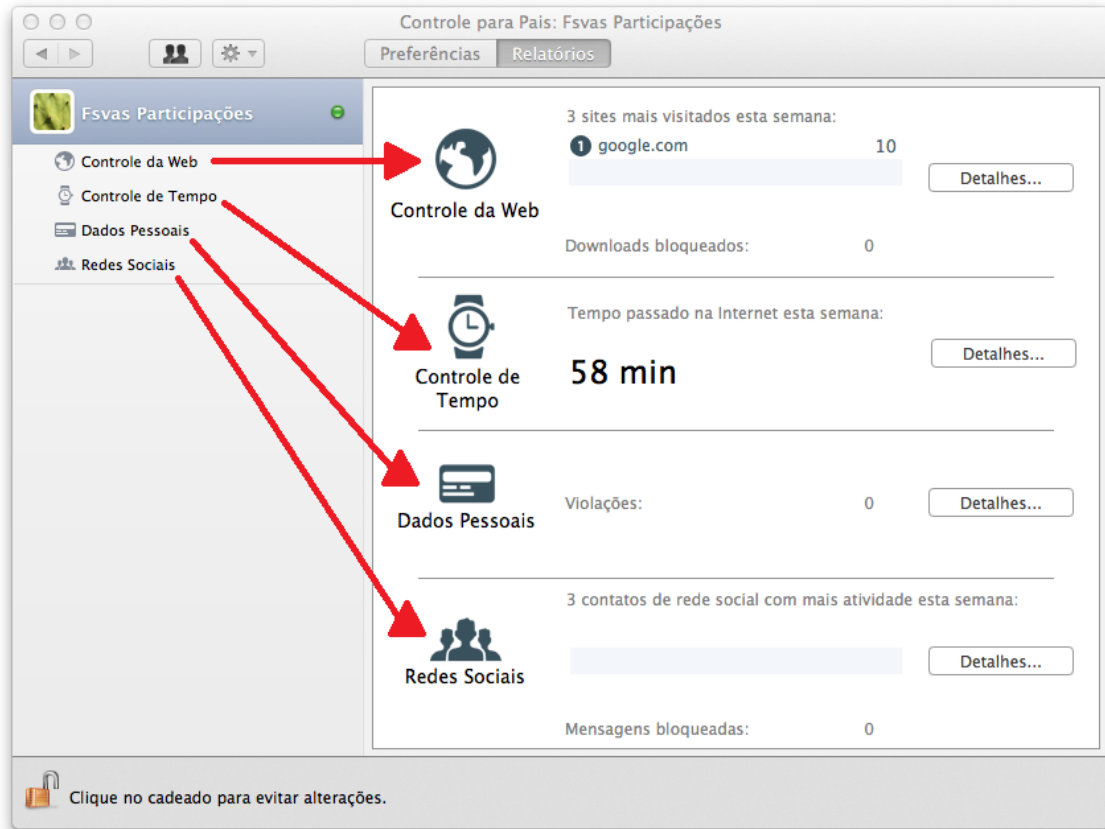 Controle para Pais: Fsvas Participações
Preferências Relatórios
Fsvas Participações
Controle da Web
Controle de Tempo
Dados Pessoais
Redes Sociais
3 sites mais visitados esta semana:
1 google.com 10
Detalhes...
Controle da Web
Downloads bloqueados: 0
Tempo passado na Internet esta semana:
58 min
Detalhes...
Controle de
Tempo
Violações: 0
Detalhes...
Dados Pessoais
3 contatos de rede social com mais atividade esta semana:
Detalhes...
Redes Sociais
Mensagens bloqueadas: 0
Clique no cadeado para evitar alterações.